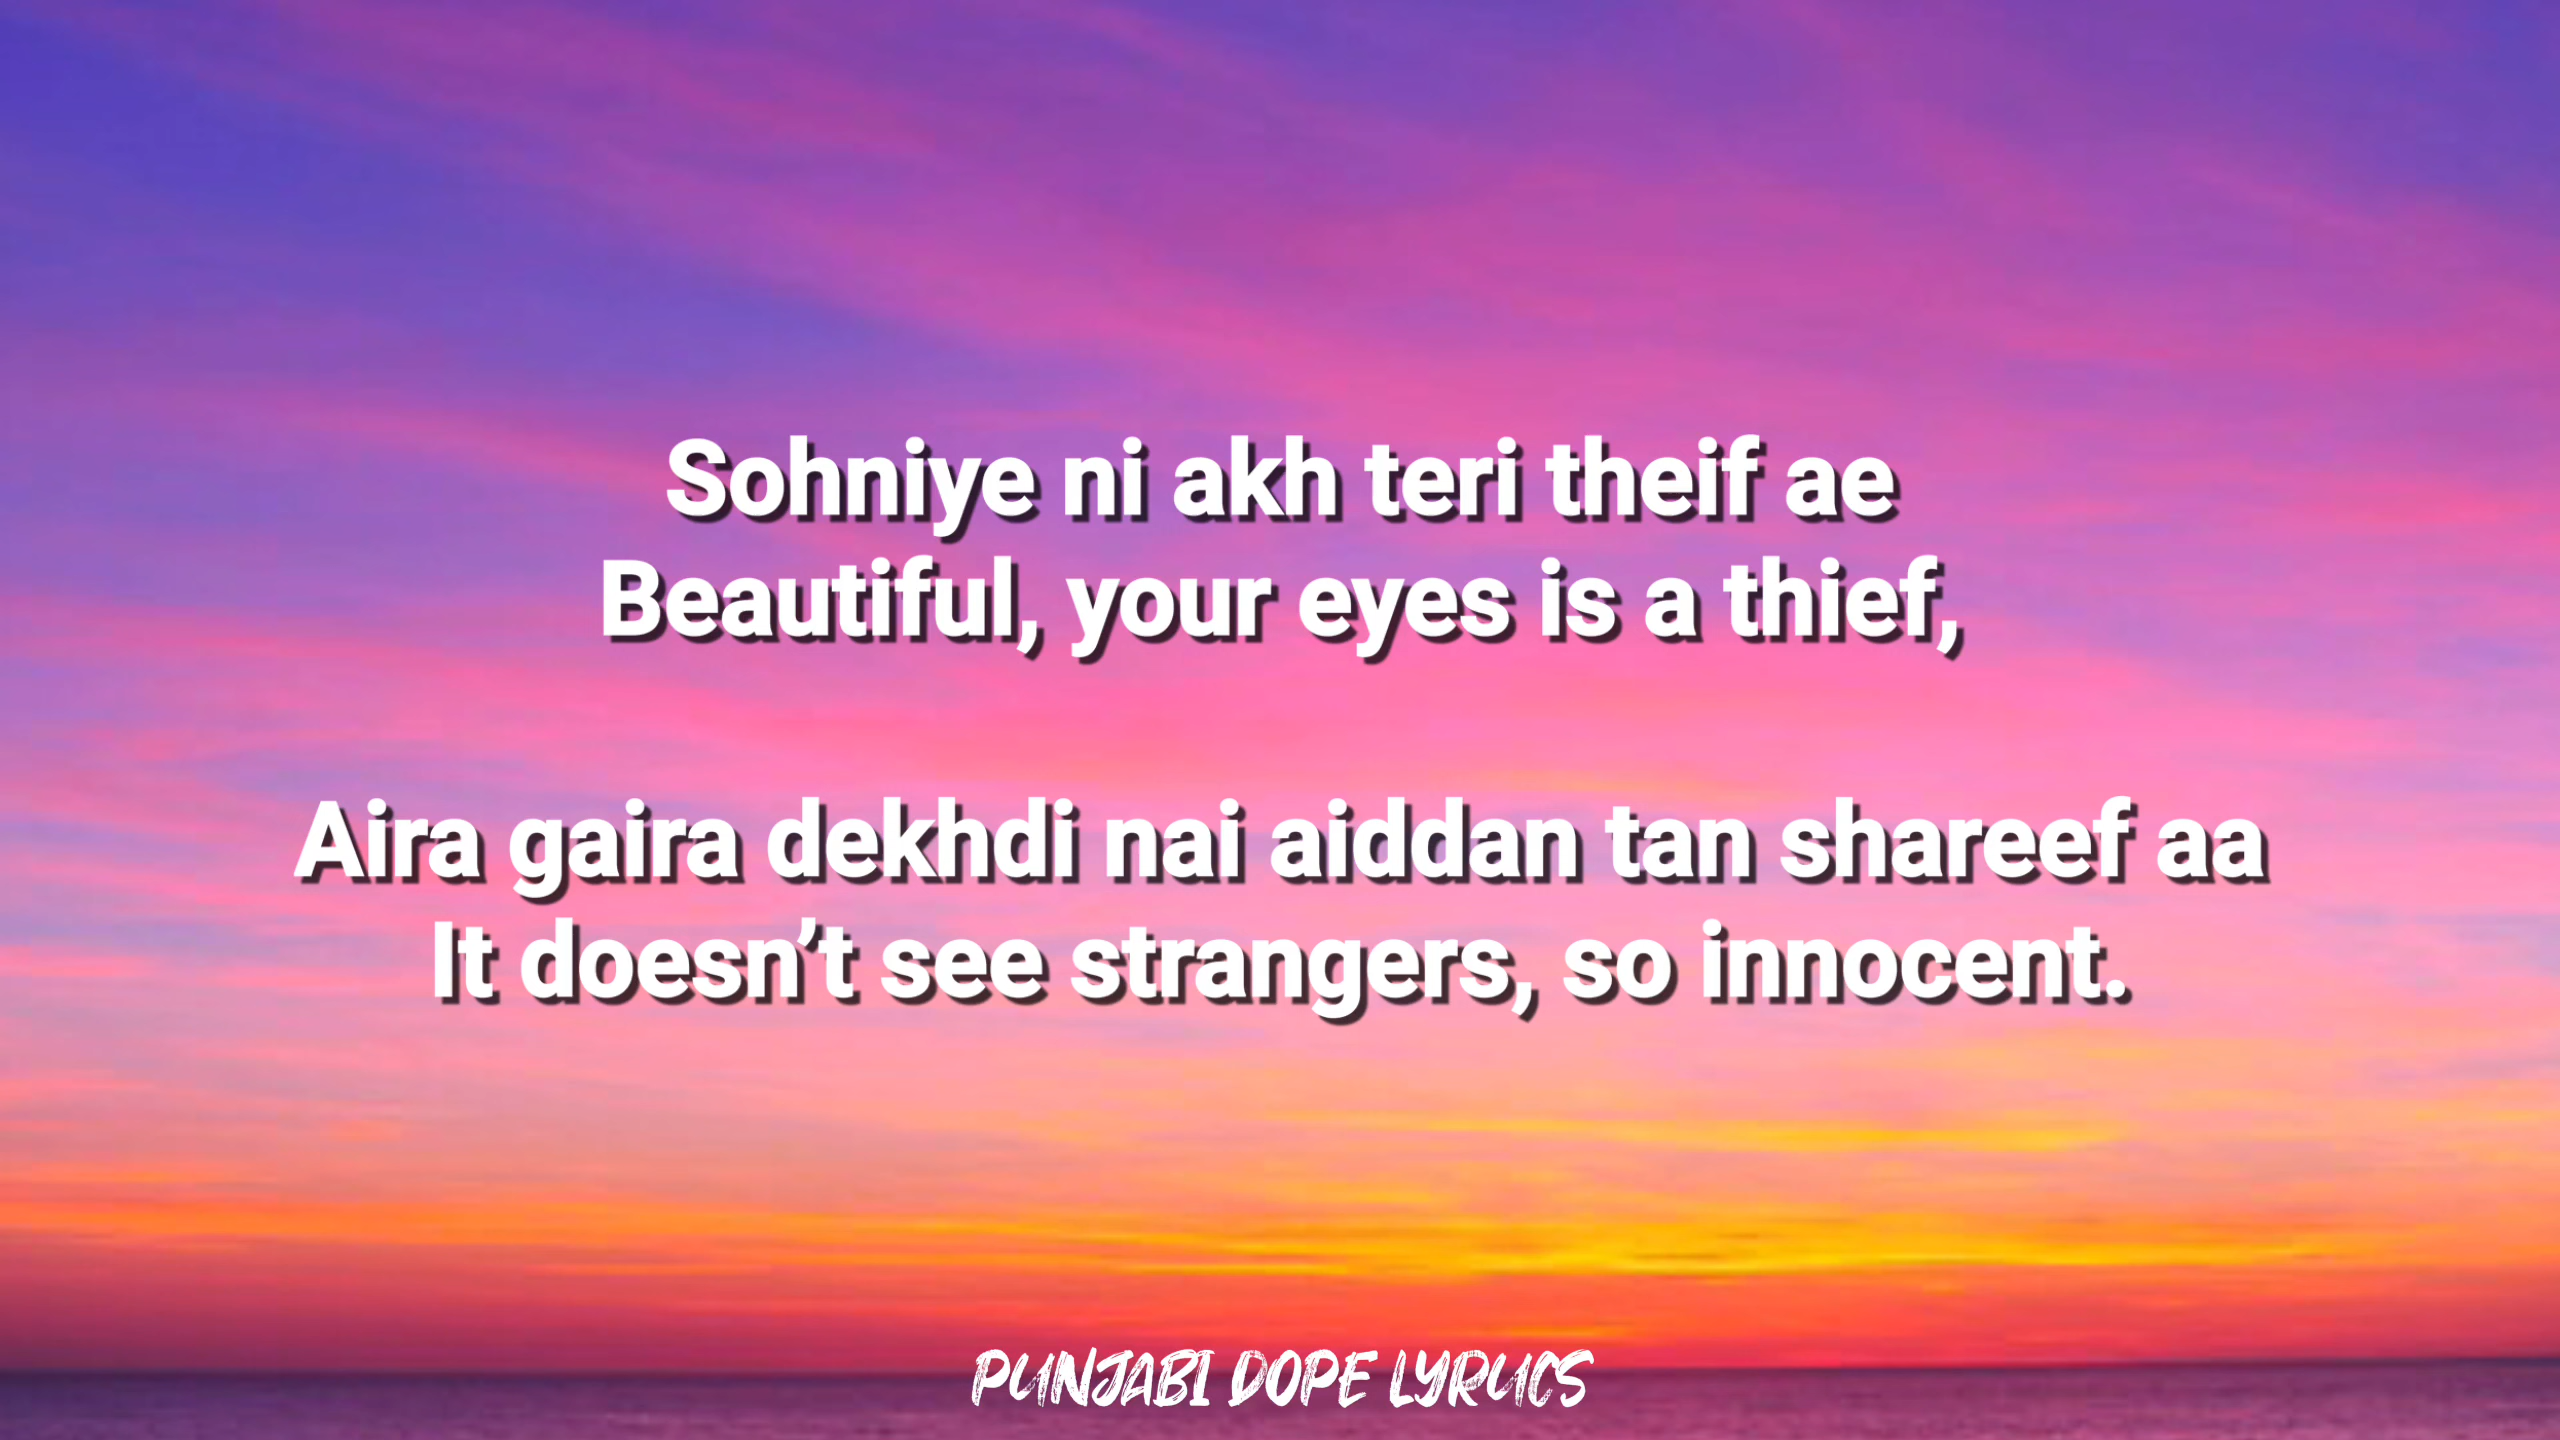 Sohniye ni akh teri theif ae
Beautiful, your eyes is a thief,
Aira gaira dekhdi nai aiddan tan shareef aa
It doesn’t see strangers, so innocent.
PUNJABI DOPE LYRICS